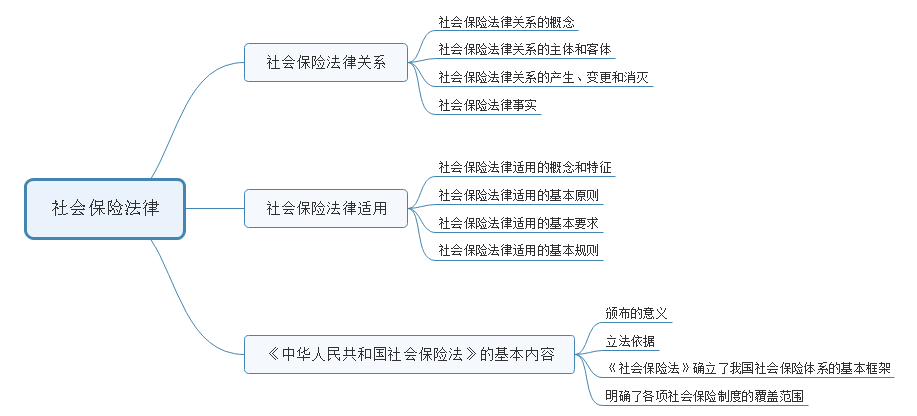 社会保险法律
社会保险法律关系
社会保险法律关系的概念
社会保险法律关系的主体和客体
社会保险法律关系的产生、变更和消灭
社会保险法律事实
社会保险法律适用
社会保险法律适用的概念和特征
社会保险法律适用的基本原则
社会保险法律适用的基本要求
社会保险法律适用的基本规则
《中华人民共和国社会保险法》的基本内容
颁布的意义
立法依据
《社会保险法》确立了我国社会保险体系的基本框架
明确了各项社会保险制度的覆盖范围